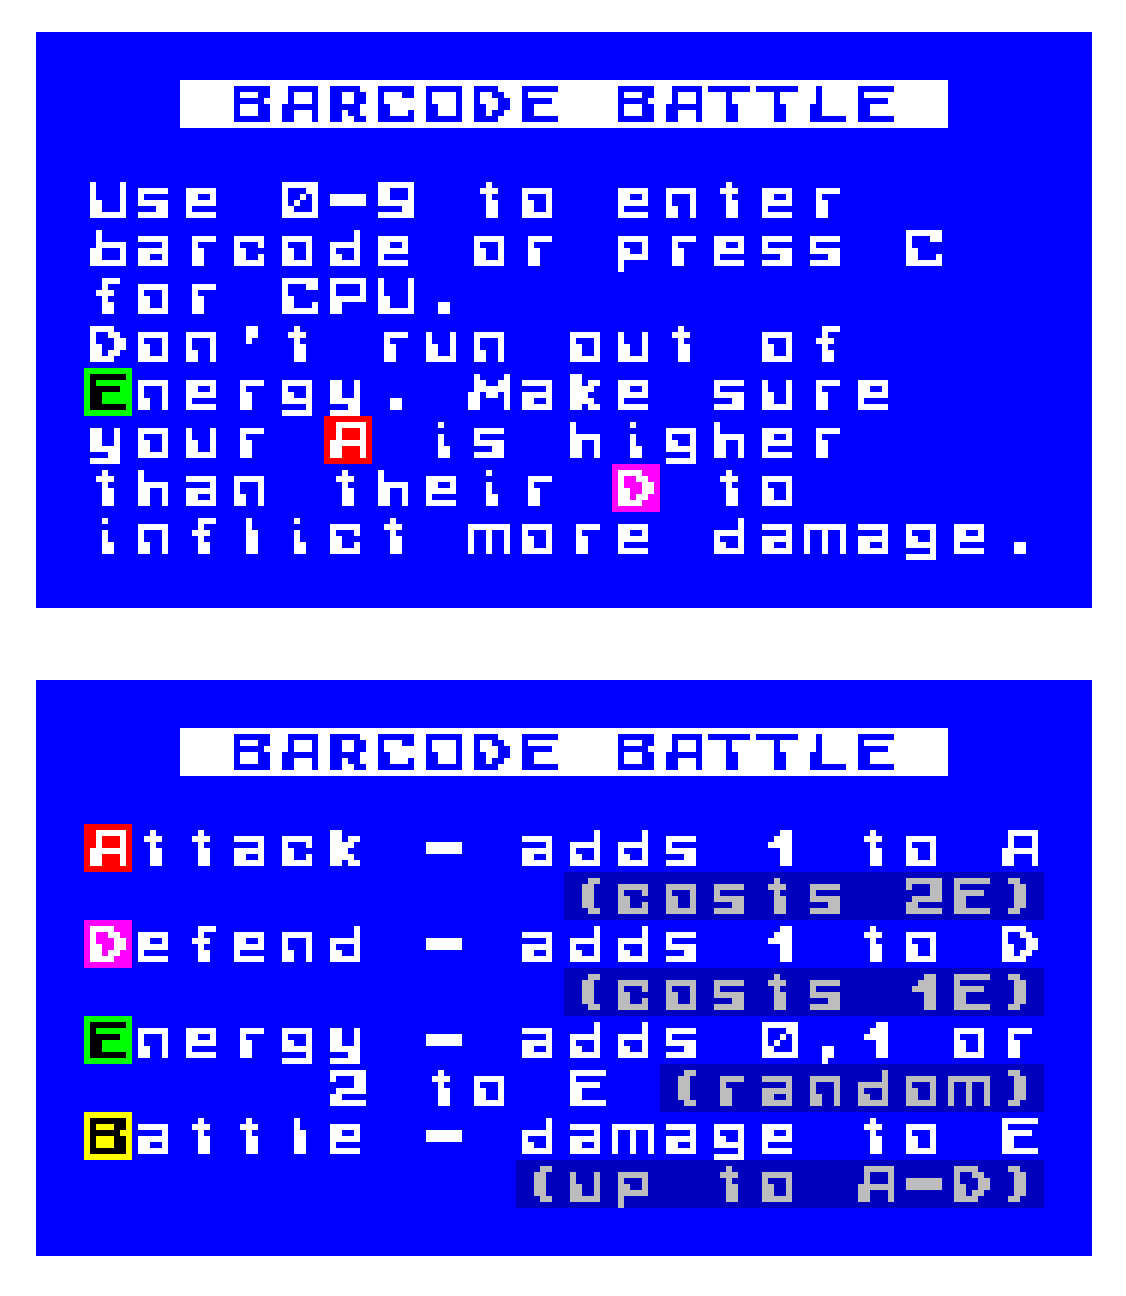 BARCODE BATTLE
Use 0-9 to enter
barcode or press C
for CPU.
Don't run out of
Energy. Make sure
your A is higher
than their D to
inflict more damage.
BARCODE BATTLE
Attack - adds 1 to A
(costs 2E)
Defend - adds 1 to D
(costs 1E)
Energy - adds 0,1 or
2 to E (random)
Battle - damage to E
(up to A-D)